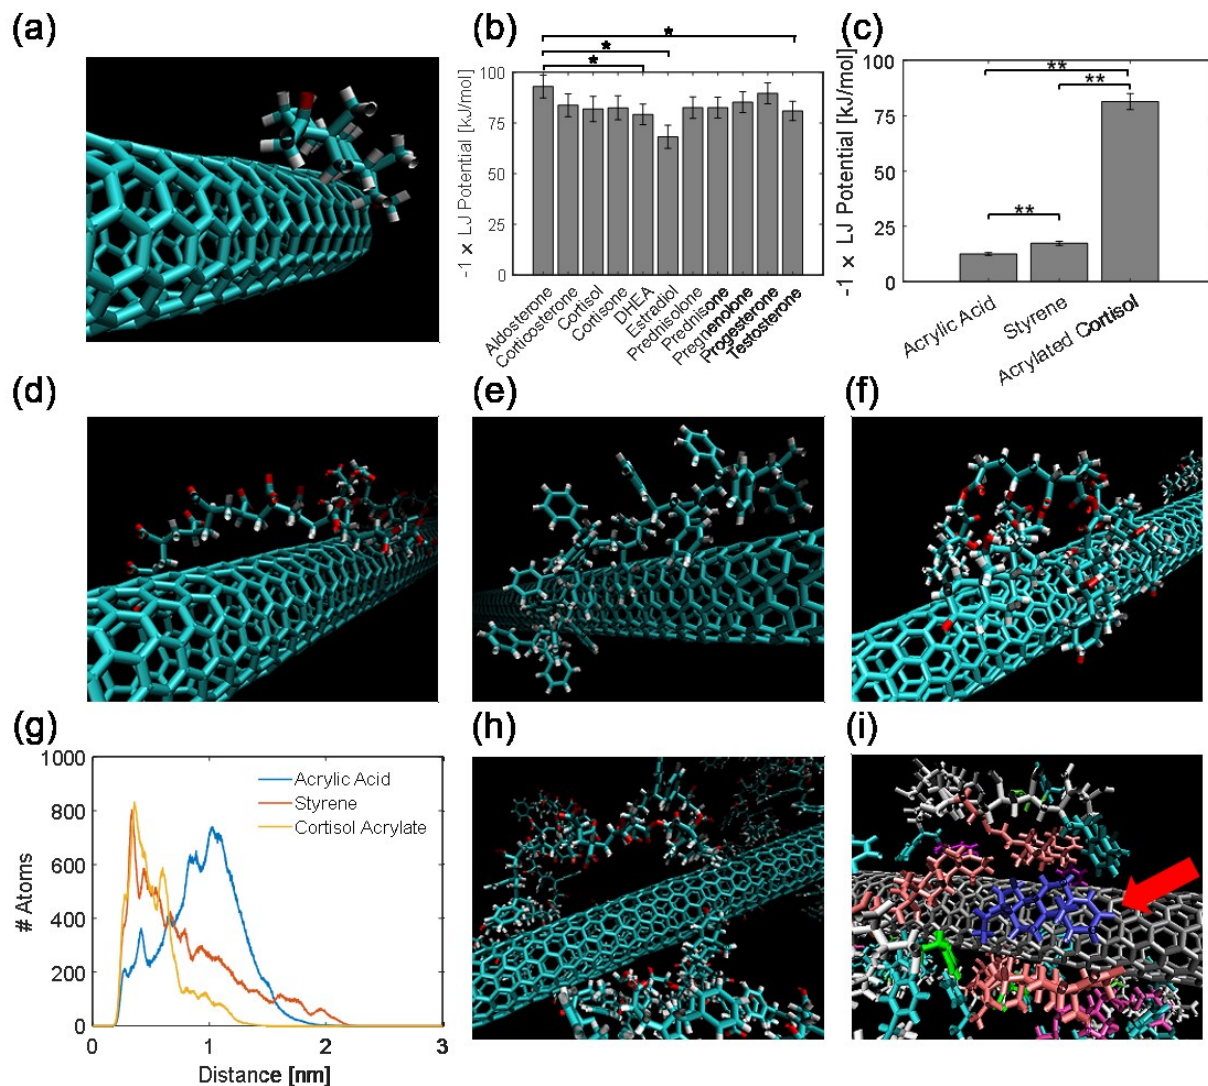 (a)
(b)
*
*
*
-1 × LJ Potential [kJ/mol]
100
75
50
25
0
Aldosterone
Corticosterone
Cortisol
Cortisone
DHEA
Estradiol
Prednisolone
Prednisone
Pregnenolone
Progesterone
Testosterone
(c)
**
**
**
-1 × LJ Potential [kJ/mol]
100
75
50
25
0
Acrylic Acid
Styrene
Acrylated Cortisol
(d)
(e)
(f)
(g)
# Atoms
1000
800
600
400
200
0
0
1
2
3
Distance [nm]
Acrylic Acid
Styrene
Cortisol Acrylate
(h)
(i)